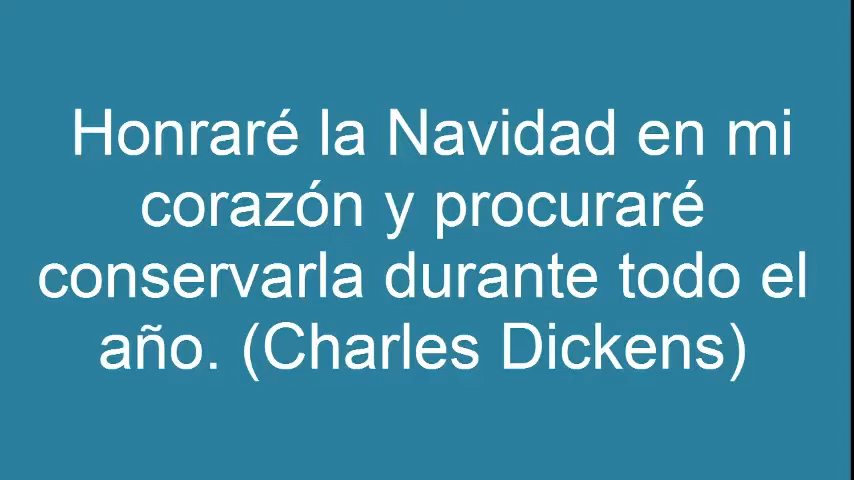 Honraré la Navidad en mi
corazón y procuraré
conservarla durante todo el
año. (Charles Dickens)